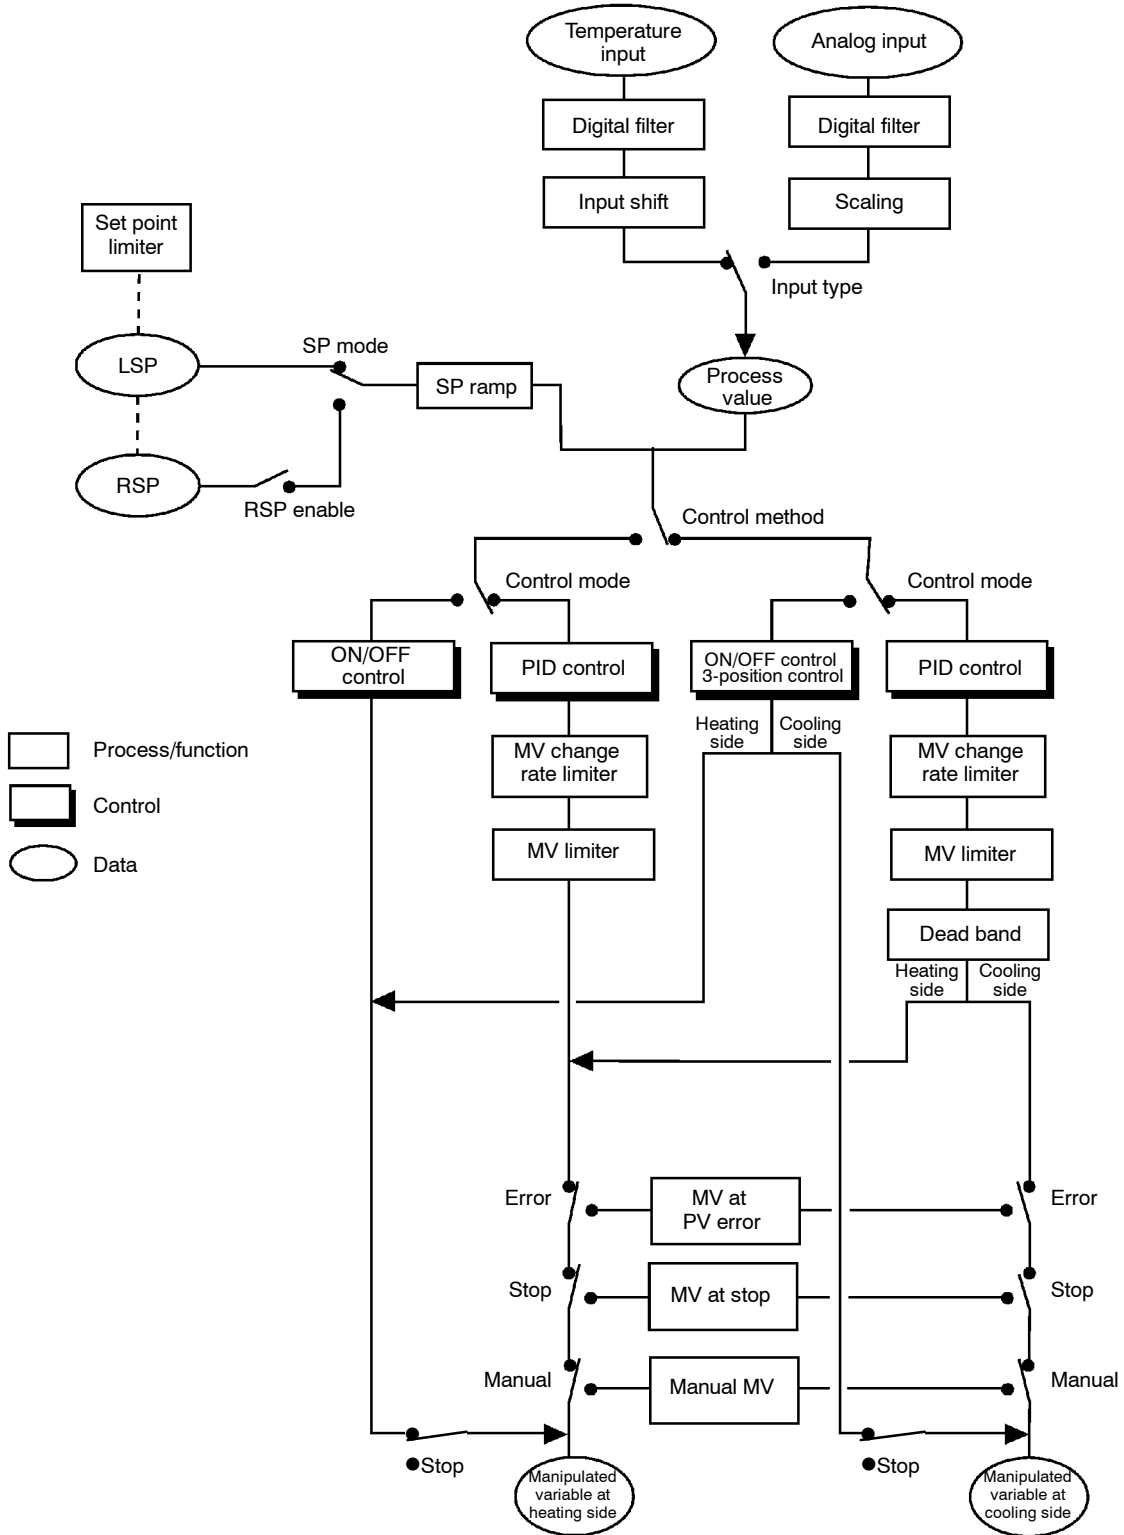 Temperature
input
Analog input
Digital filter
Digital filter
Input shift
Scaling
Set point
limiter
Input type
SP mode
LSP
SP ramp
Process
value
RSP
RSP enable
Control method
Control mode
Control mode
ON/OFF
control
PID control
ON/OFF control
3-position control
PID control
Heating
side
Cooling
side
Process/function
Control
Data
MV change
rate limiter
MV change
rate limiter
MV limiter
MV limiter
Dead band
Heating
side
Cooling
side
Error
MV at
PV error
Error
Stop
MV at stop
Stop
Manual
Manual MV
Manual
Stop
Stop
Manipulated
variable at
heating side
Manipulated
variable at
cooling side